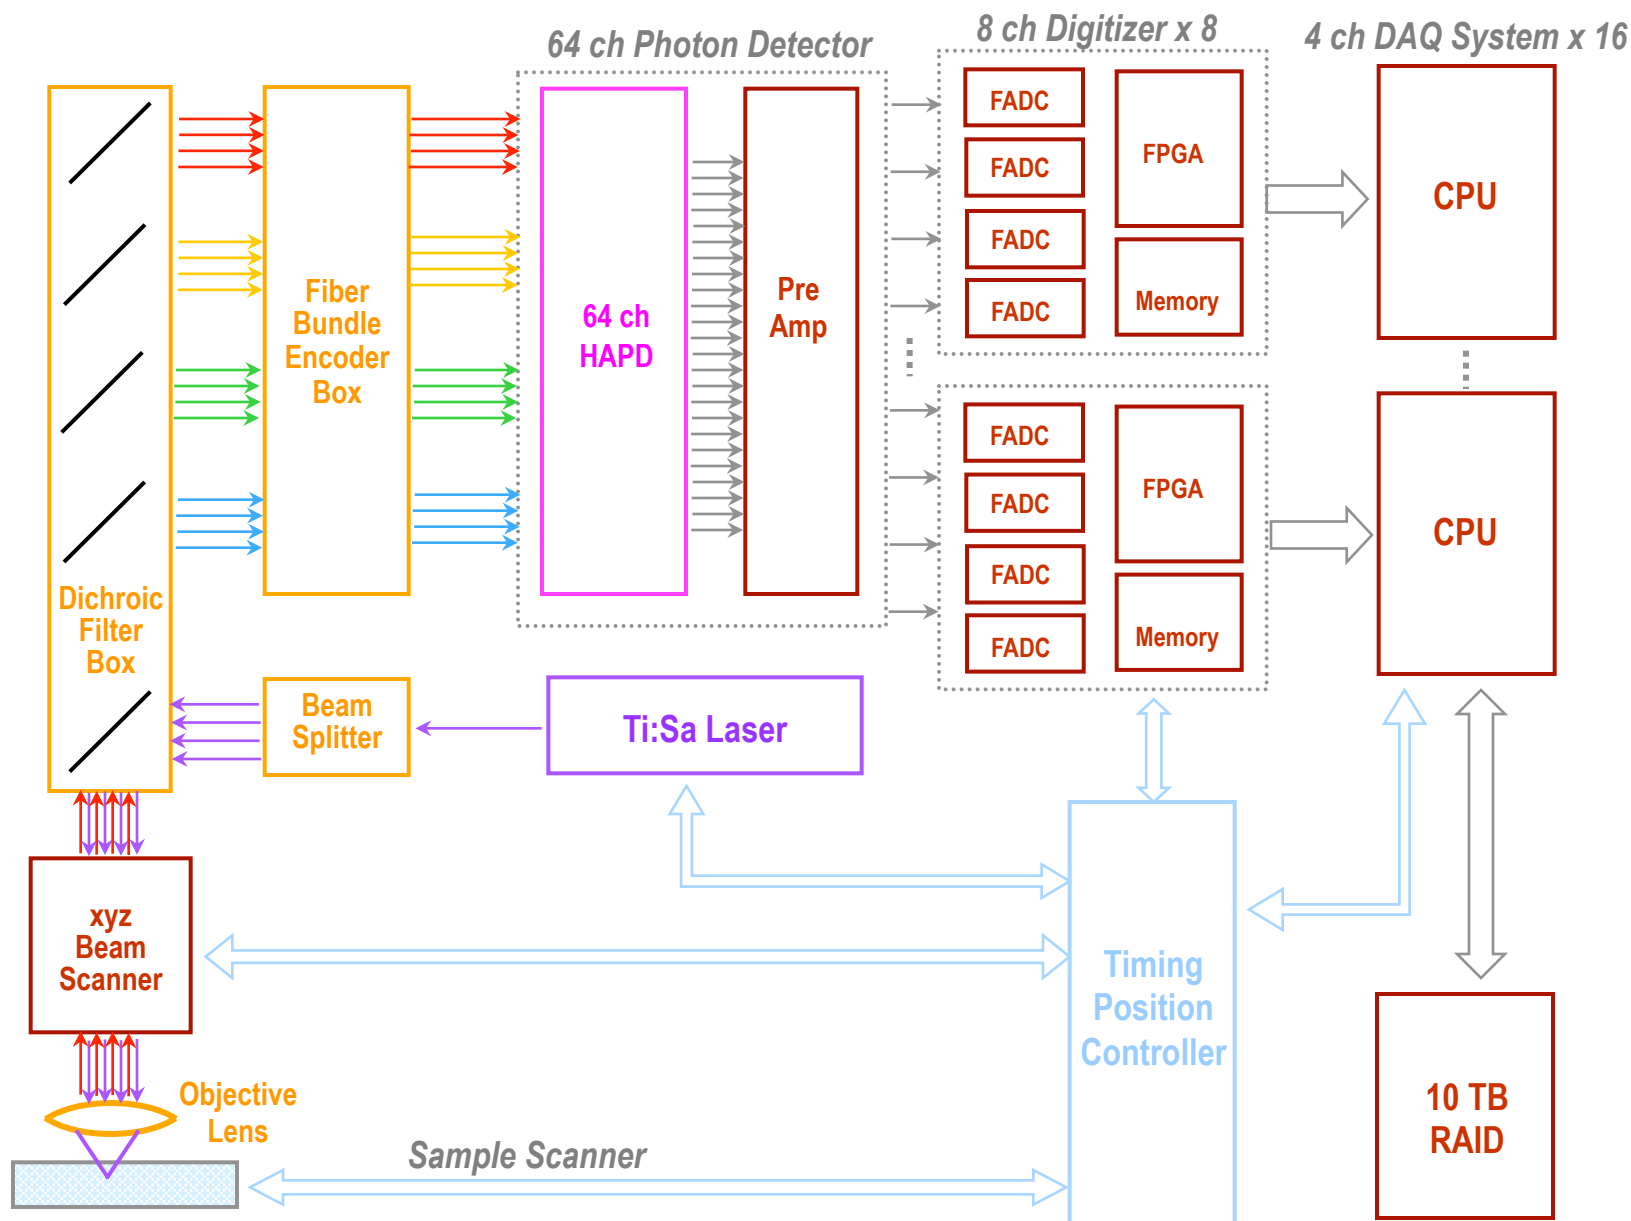 64 ch Photon Detector
8 ch Digitizer x 8
4 ch DAQ System x 16
Fiber
Bundle
Encoder
Box
64 ch
HAPD
Pre
Amp
FADC
FADC
FADC
FADC
FPGA
Memory
CPU
FADC
FADC
FADC
FADC
FPGA
Memory
CPU
Dichroic
Filter
Box
Beam
Splitter
Ti:Sa Laser
xyz
Beam
Scanner
Timing
Position
Controller
Objective
Lens
Sample Scanner
10 TB
RAID